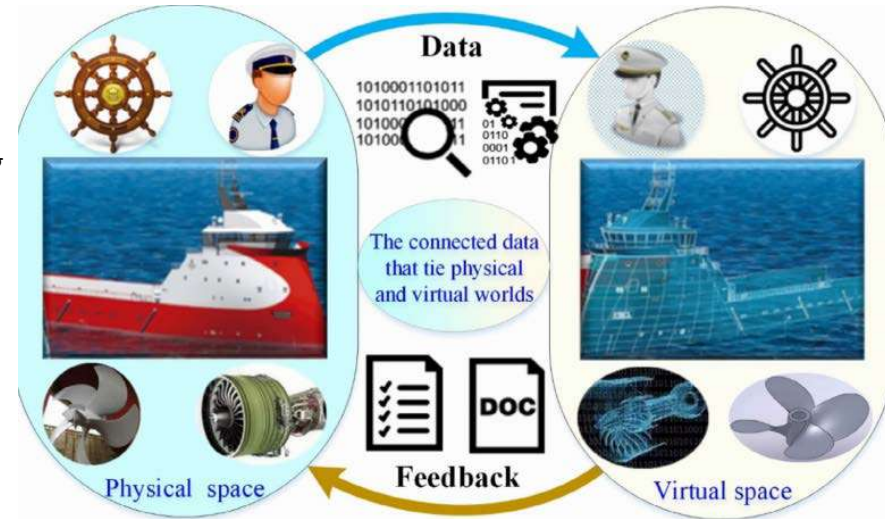 Data
1010001101011
1010110101000
01
0110
0001
01101
The connected data
that tie physical
and virtual worlds
DOC
Feedback
Physical space
Virtual space